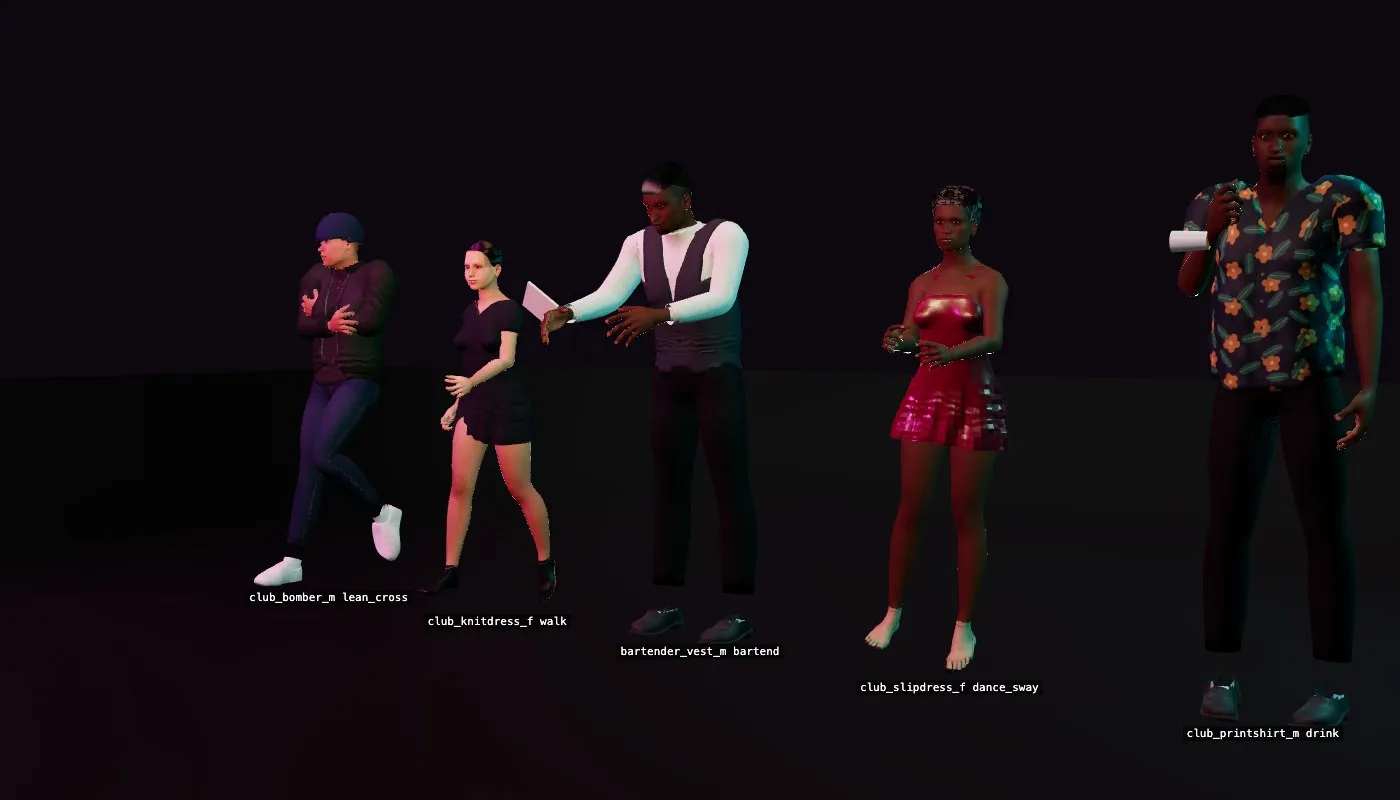 club_bomber_m lean_cross
club_knitdress_f walk
bartender_vest_m bartend
club_slipdress_f dance_sway
club_printshirt_m drink